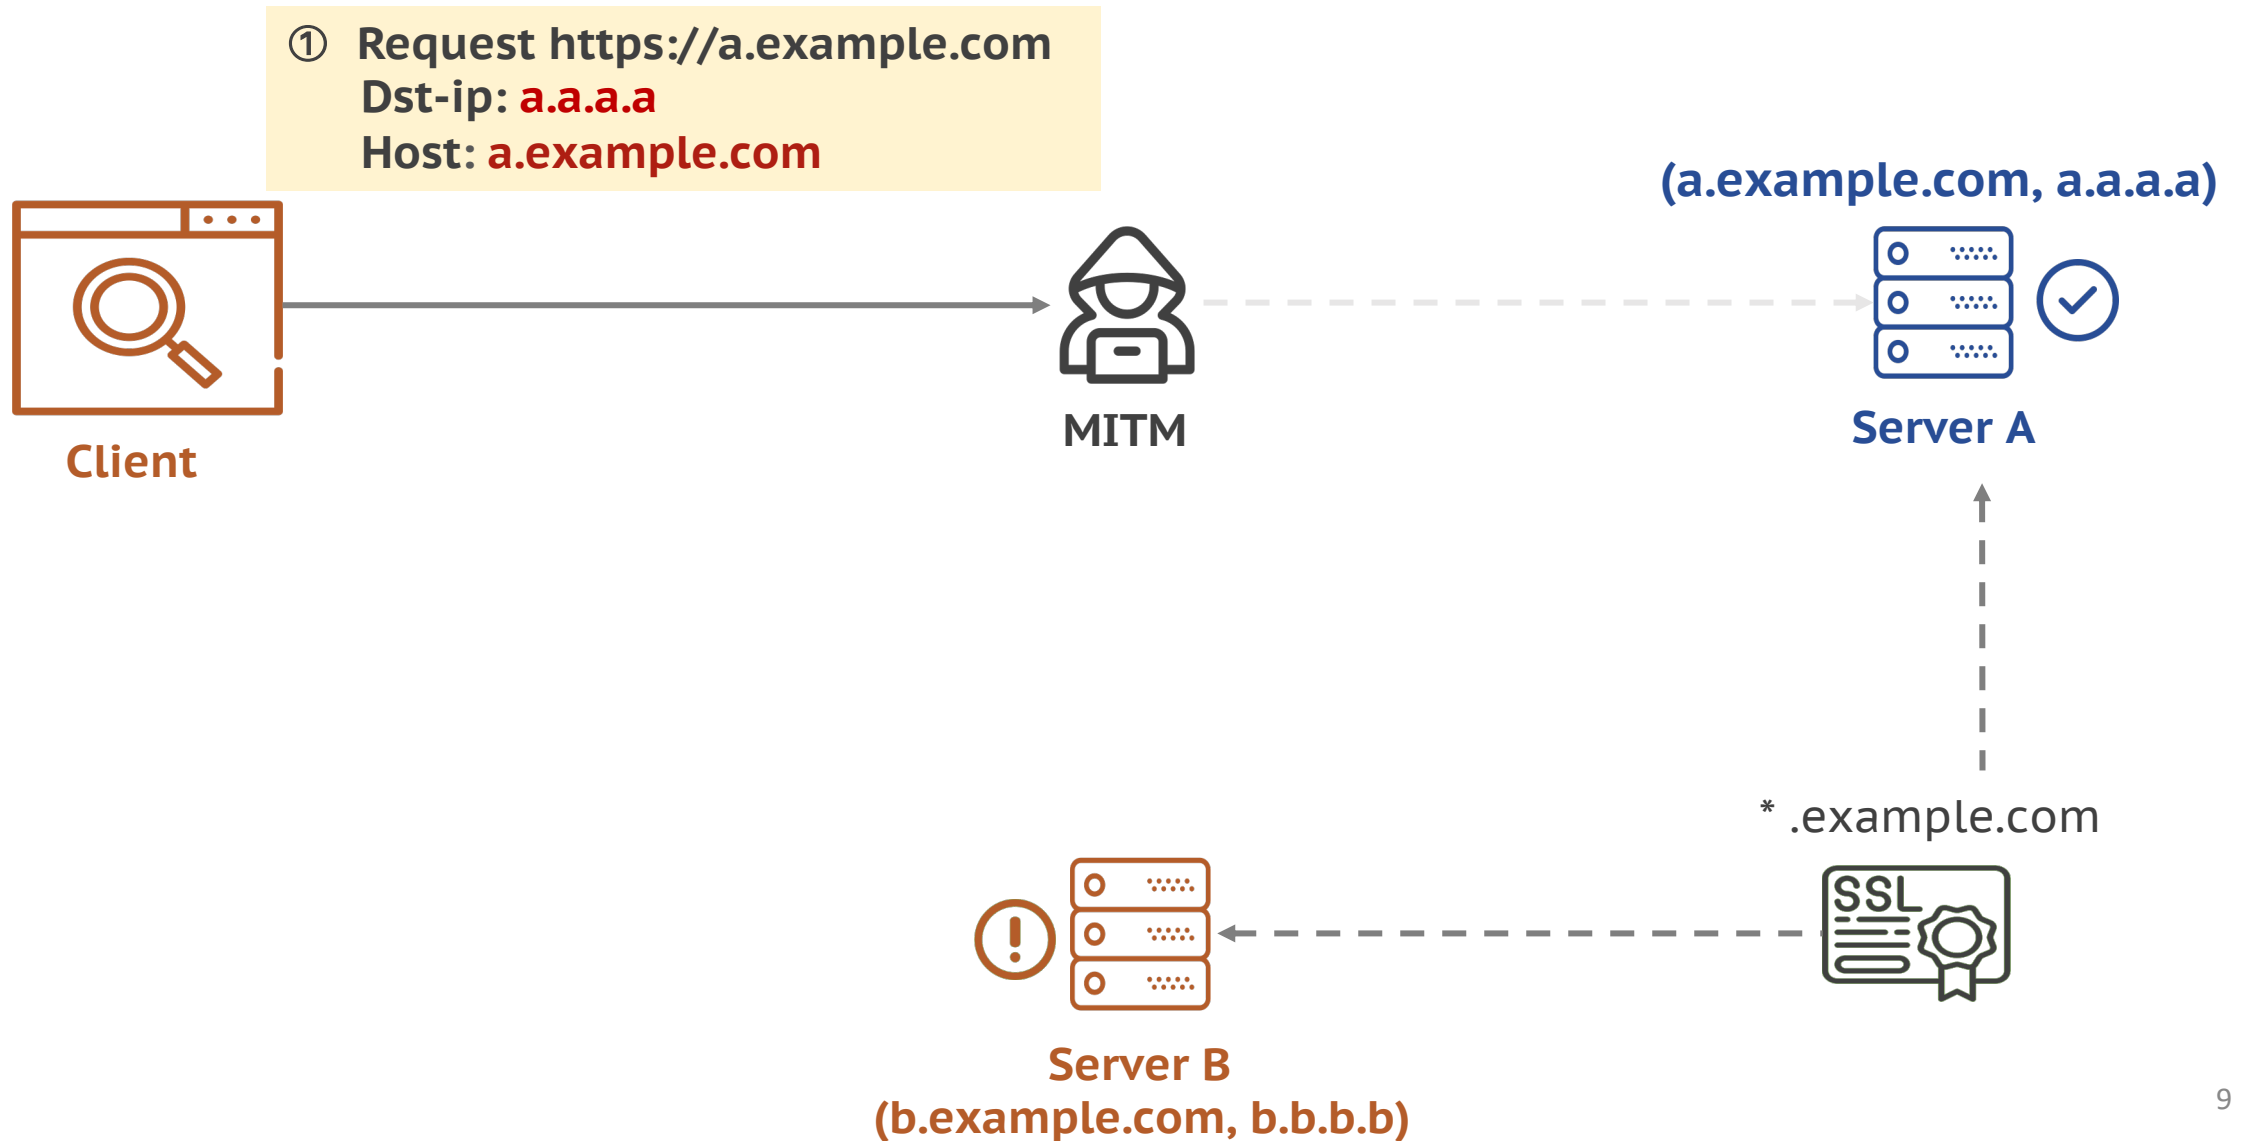 ① Request https://a.example.com
Dst-ip: a.a.a.a
Host: a.example.com
(a.example.com, a.a.a.a)
Client
MITM
Server A
* .example.com
SSL
Server B
(b.example.com, b.b.b.b)
9